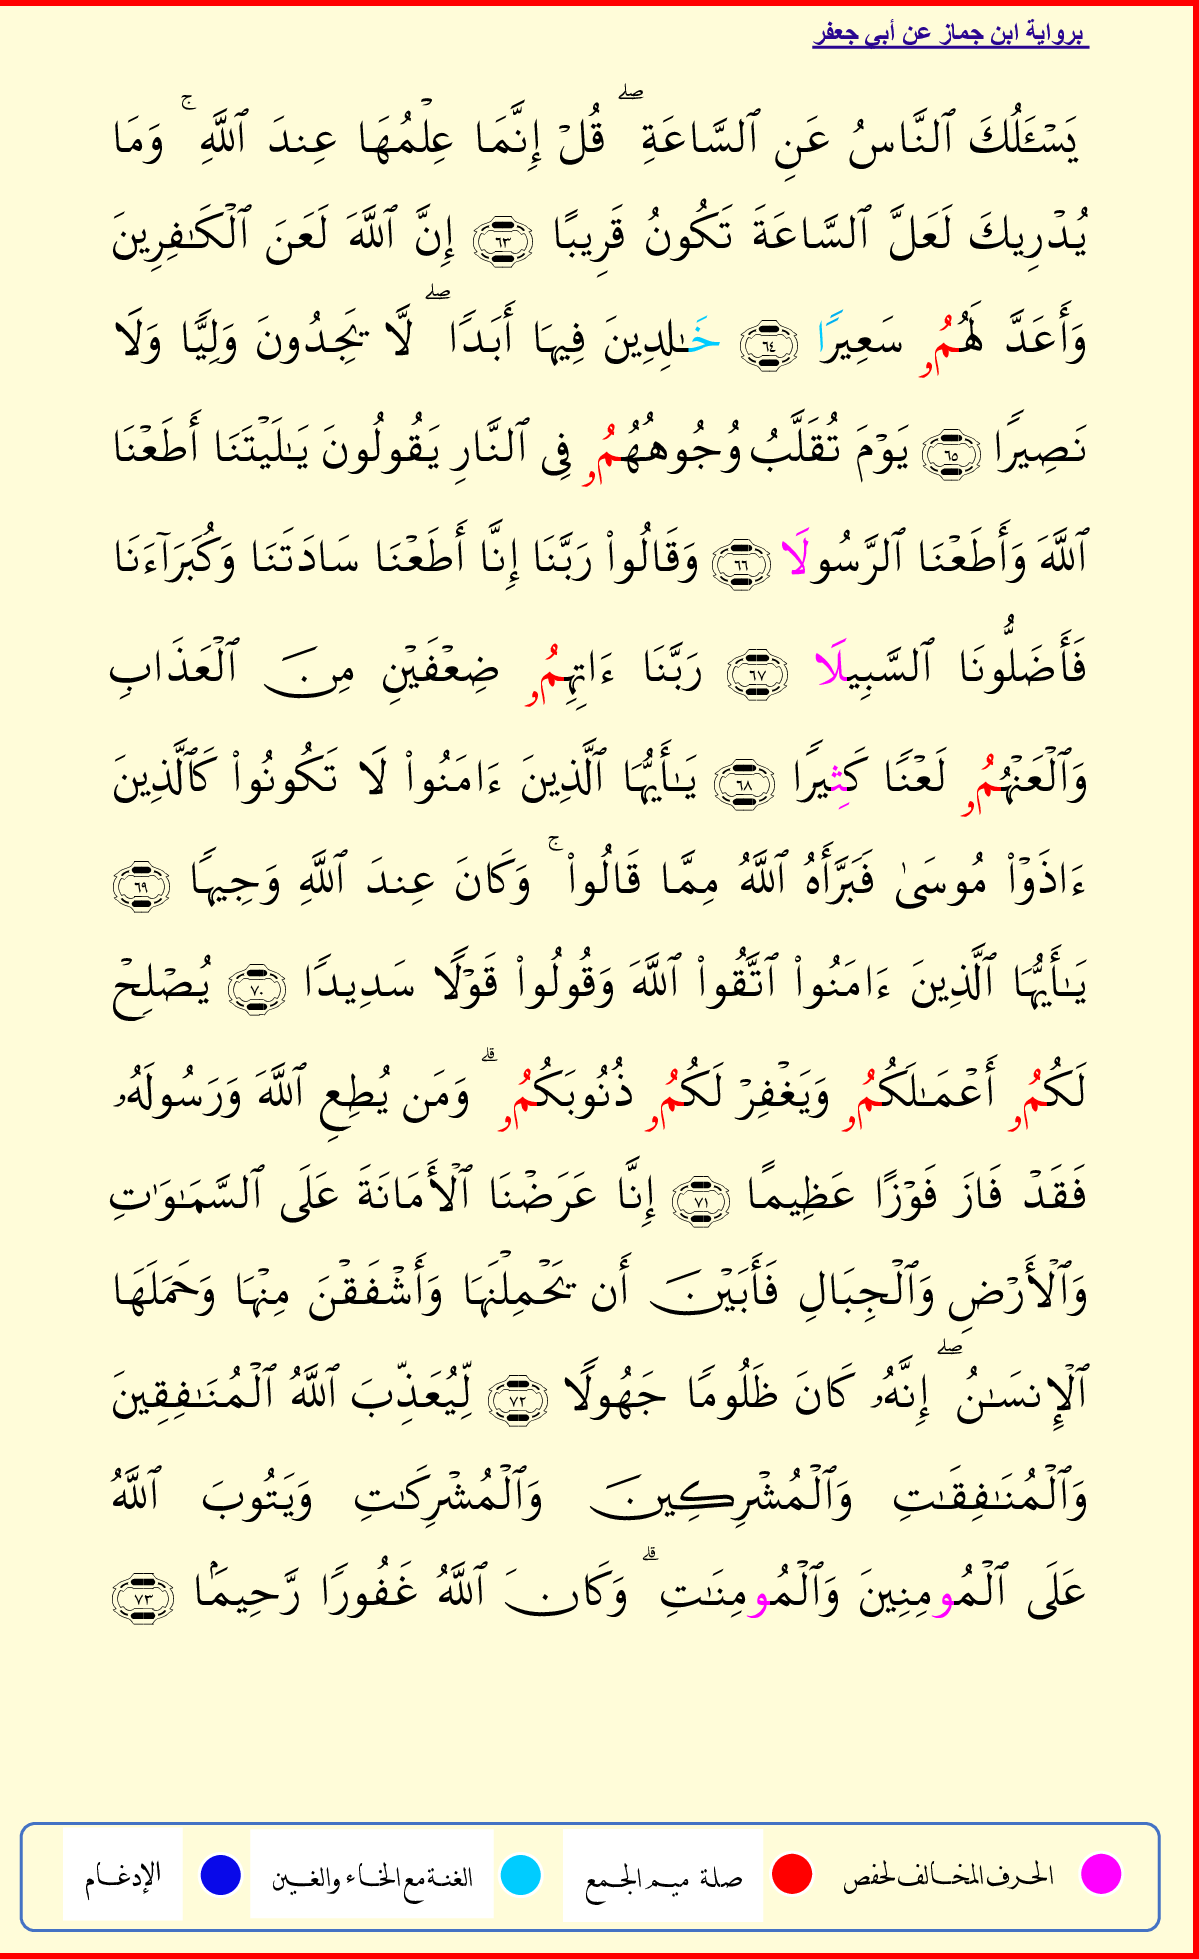 برواية ابن جماز عن أبي جعفر
يَسْـَٔلُكَ ٱلنَّاسُ عَنِ ٱلسَّاعَةِ ۖ قُلْ إِنَّمَا عِلْمُهَا عِندَ ٱللَّهِ ۚ وَمَا
يُدْرِيكَ لَعَلَّ ٱلسَّاعَةَ تَكُونُ قَرِيبًا ٦٣ إِنَّ ٱللَّهَ لَعَنَ ٱلْكَـٰفِرِينَ
وَأَعَدَّ لَهُمُۥ سَعِيرًا ٦٤ خَـٰلِدِينَ فِيهَا أَبَدًا ۖ لَّا يَجِدُونَ وَلِيًّا وَلَا
نَصِيرًا ٦٥ يَوْمَ تُقَلَّبُ وُجُوهُهُمُۥ فِى ٱلنَّارِ يَقُولُونَ يَـٰلَيْتَنَا أَطَعْنَا
ٱللَّهَ وَأَطَعْنَا ٱلرَّسُولَا ٦٦ وَقَالُوا۟ رَبَّنَا إِنَّا أَطَعْنَا سَادَتَنَا وَكُبَرَآءَنَا
فَأَضَلُّونَا ٱلسَّبِيلَا ٦٧ رَبَّنَا ءَاتِهِمُۥ ضِعْفَيْنِ مِنَ ٱلْعَذَابِ
وَٱلْعَنْهُمُۥ لَعْنًا كَثِيرًا ٦٨ يَـٰأَيُّهَا ٱلَّذِينَ ءَامَنُوا۟ لَا تَكُونُوا۟ كَٱلَّذِينَ
ءَاذَوْا۟ مُوسَىٰ فَبَرَّأَهُ ٱللَّهُ مِمَّا قَالُوا۟ ۚ وَكَانَ عِندَ ٱللَّهِ وَجِيهًا ٦٩
يَـٰأَيُّهَا ٱلَّذِينَ ءَامَنُوا۟ ٱتَّقُوا۟ ٱللَّهَ وَقُولُوا۟ قَوْلًا سَدِيدًا ٧٠ يُصْلِحْ
لَكُمُۥ أَعْمَـٰلَكُمُۥ وَيَغْفِرْ لَكُمُۥ ذُنُوبَكُمُۥ ۗ وَمَن يُطِعِ ٱللَّهَ وَرَسُولَهُۥ
فَقَدْ فَازَ فَوْزًا عَظِيمًا ٧١ إِنَّا عَرَضْنَا ٱلْأَمَانَةَ عَلَى ٱلسَّمَـٰوَٰتِ
وَٱلْأَرْضِ وَٱلْجِبَالِ فَأَبَيْنَ أَن يَحْمِلْنَهَا وَأَشْفَقْنَ مِنْهَا وَحَمَلَهَا
ٱلْإِنسَـٰنُ ۖ إِنَّهُۥ كَانَ ظَلُومًا جَهُولًا ٧٢ لِّيُعَذِّبَ ٱللَّهُ ٱلْمُنَـٰفِقِينَ
وَٱلْمُنَـٰفِقَـٰتِ وَٱلْمُشْرِكِينَ وَٱلْمُشْرِكَـٰتِ وَيَتُوبَ ٱللَّهُ
عَلَى ٱلْمُومِنِينَ وَٱلْمُومِنَـٰتِ ۗ وَكَانَ ٱللَّهُ غَفُورًا رَّحِيمَۢا ٧٣
الحرف المخالف لحفص صلة ميم الجمع الغنة مع الخاء والغين الإدغام